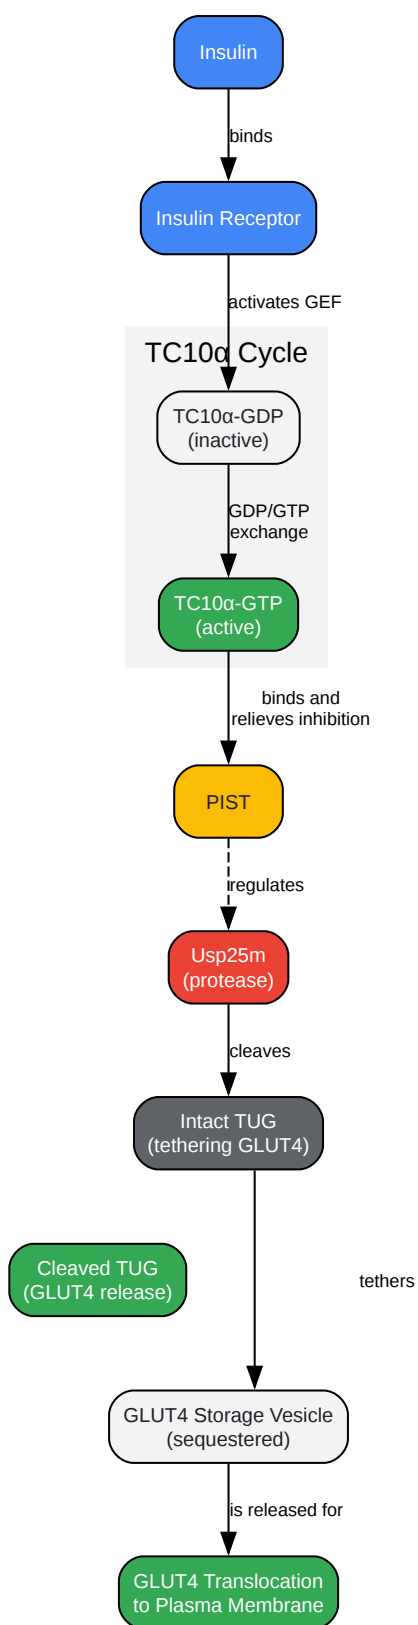 Insulin
binds
Insulin Receptor
activates GEF
TC10α Cycle
TC10α-GDP
(inactive)
GDP/GTP
exchange
TC10α-GTP
(active)
binds and
relieves inhibition
PIST
regulates
Usp25m
(protease)
cleaves
Intact TUG
(tethering GLUT4)
Cleaved TUG
(GLUT4 release)
tethers
GLUT4 Storage Vesicle
(sequestered)
is released for
GLUT4 Translocation
to Plasma Membrane